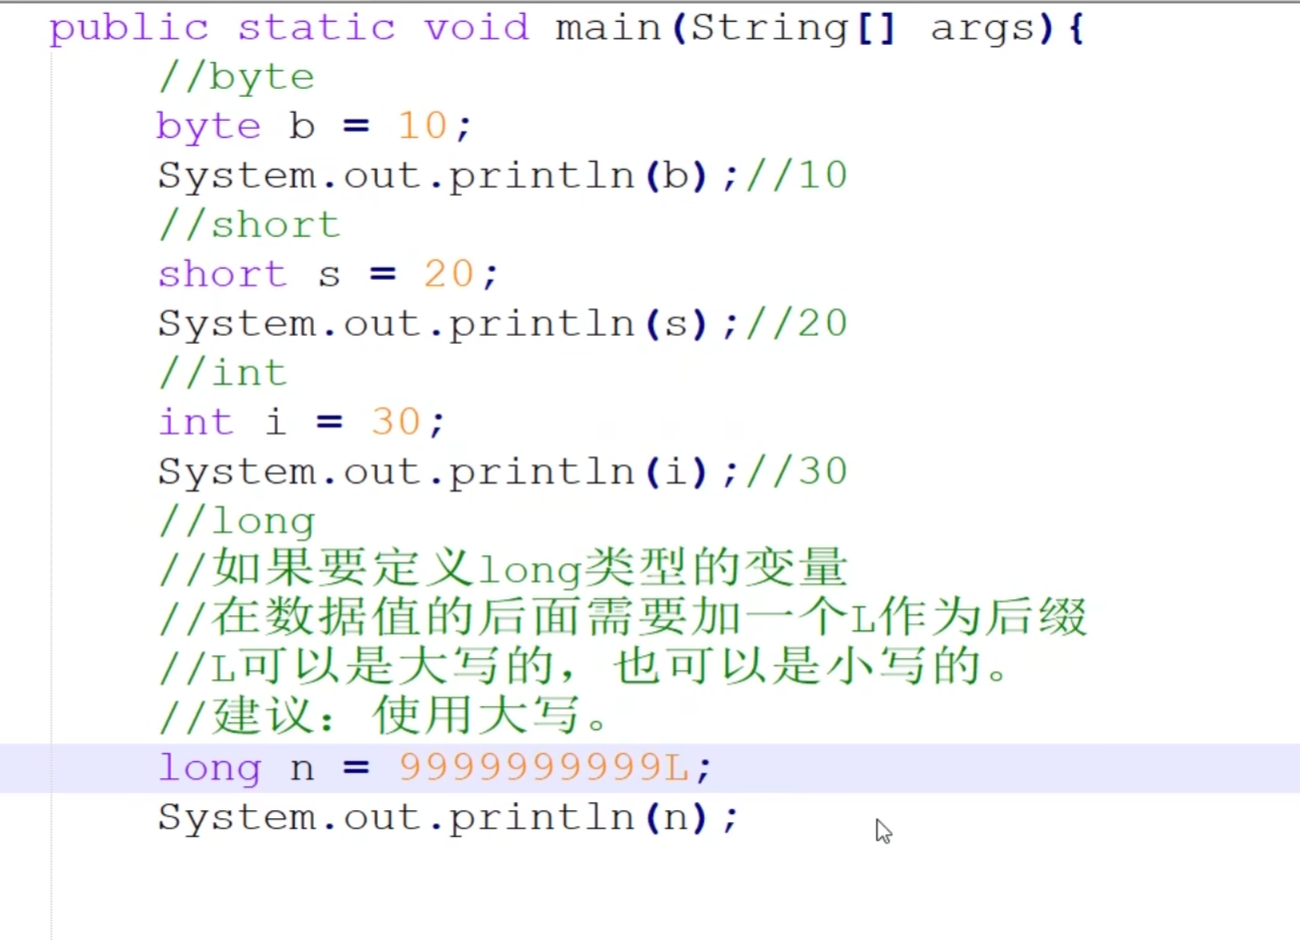 public static void main(String[] args){
//byte
byte b = 10;
System.out.println(b);//10
//short
short s = 20;
System.out.println(s);//20
//int
int i = 30;
System.out.println(i);//30
//long
//如果要定义long类型的变量
//在数据值的后面需要加一个L作为后缀
//L可以是大写的，也可以是小写的。
//建议：使用大写。
long n = 9999999999L;
System.out.println(n);